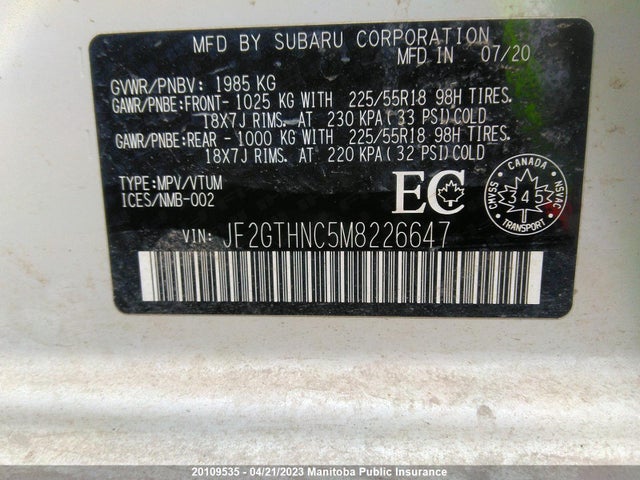 MFD BY SUBARU CORPORATION
MFD IN 07/20
GVWR/PNBV: 1985 KG
GAWR/PNBE:FRONT- 1025 KG WITH 225/55R18 98H TIRES.
18X7J RIMS. AT 230 KPA ( 33 PSI) COLD
GAWR/PNBE:REAR - 1000 KG WITH 225/55R18 98H TIRES.
18X7J RIMS. AT 220 KPA ( 32 PSI) COLD
TYPE:MPV/VTUM
ICES/NMB-002
EC
CANADA
CMVSS NSVAC
345
TRANSPORT
VIN: JF2GTHNC5M8226647
20109535 - 04/21/2023 Manitoba Public Insurance